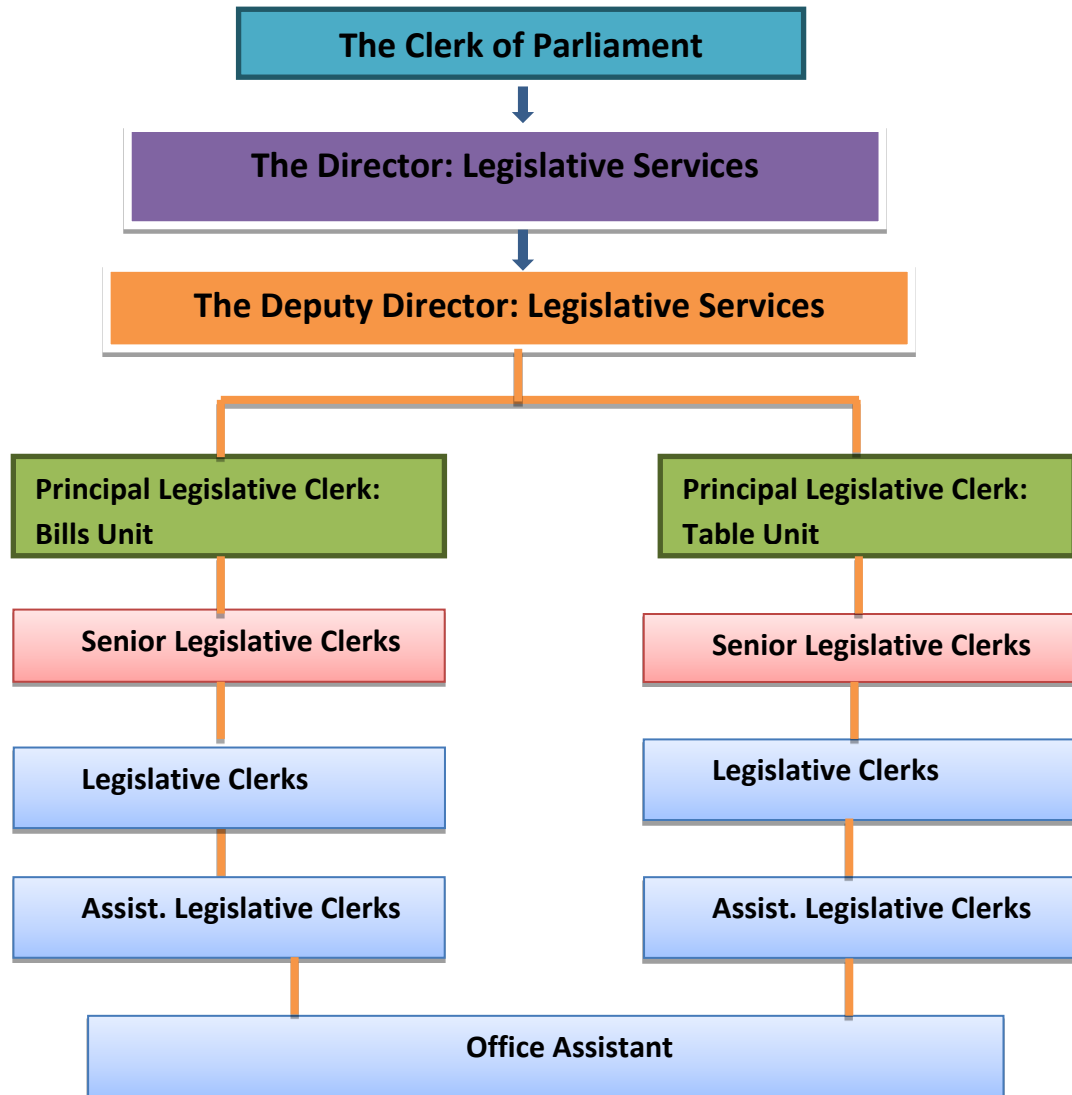 The Clerk of Parliament
The Director: Legislative Services
The Deputy Director: Legislative Services
Principal Legislative Clerk:
Bills Unit
Principal Legislative Clerk:
Table Unit
Senior Legislative Clerks
Senior Legislative Clerks
Legislative Clerks
Legislative Clerks
Assist. Legislative Clerks
Assist. Legislative Clerks
Office Assistant